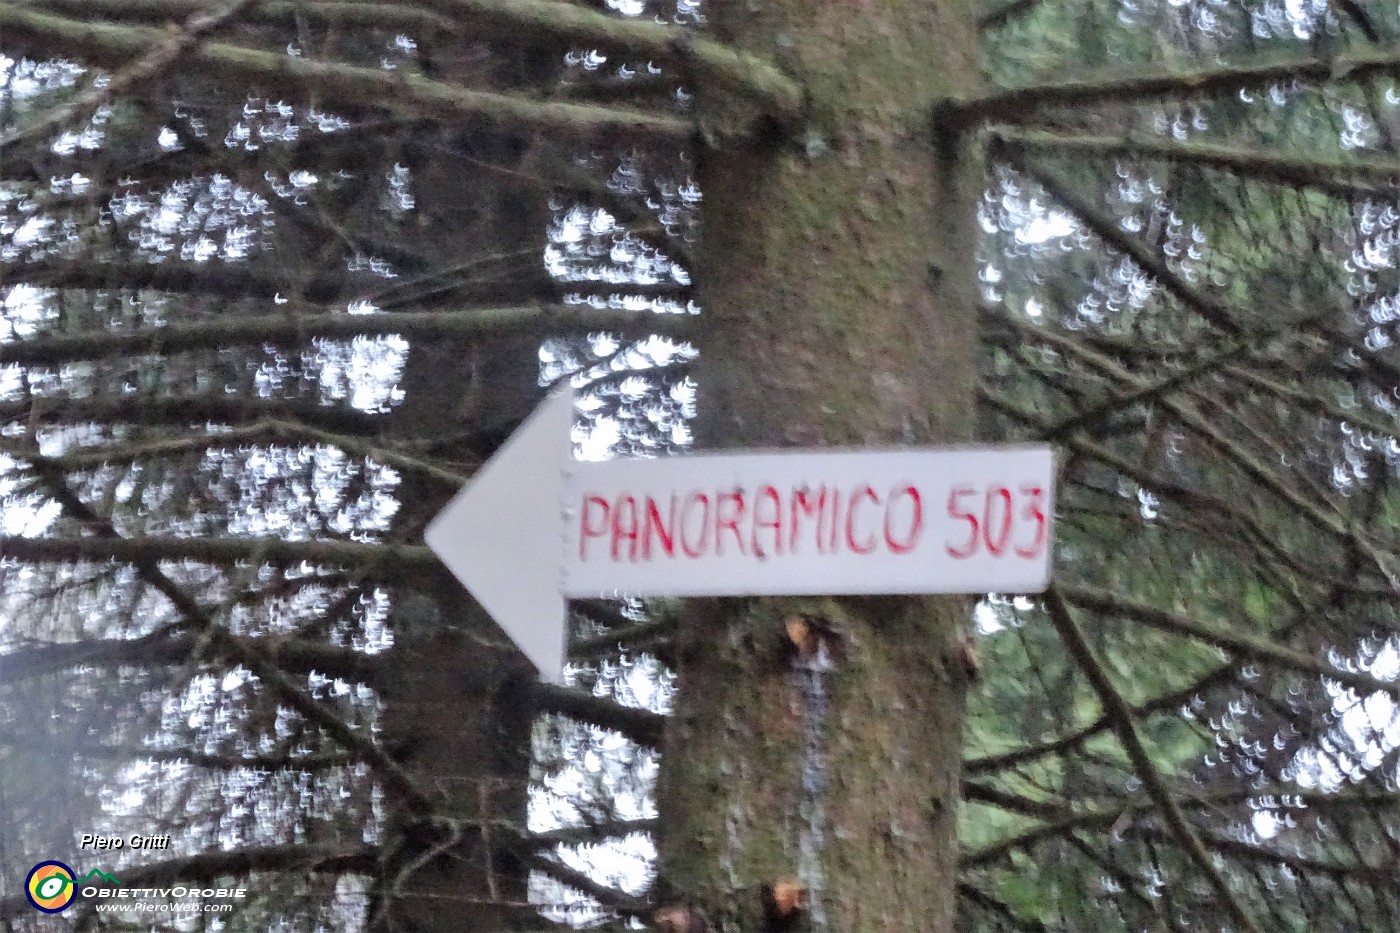 PANORAMICO 503
Piero Gritti
OBIETTIVOROBIE
www.PieroWeb.com